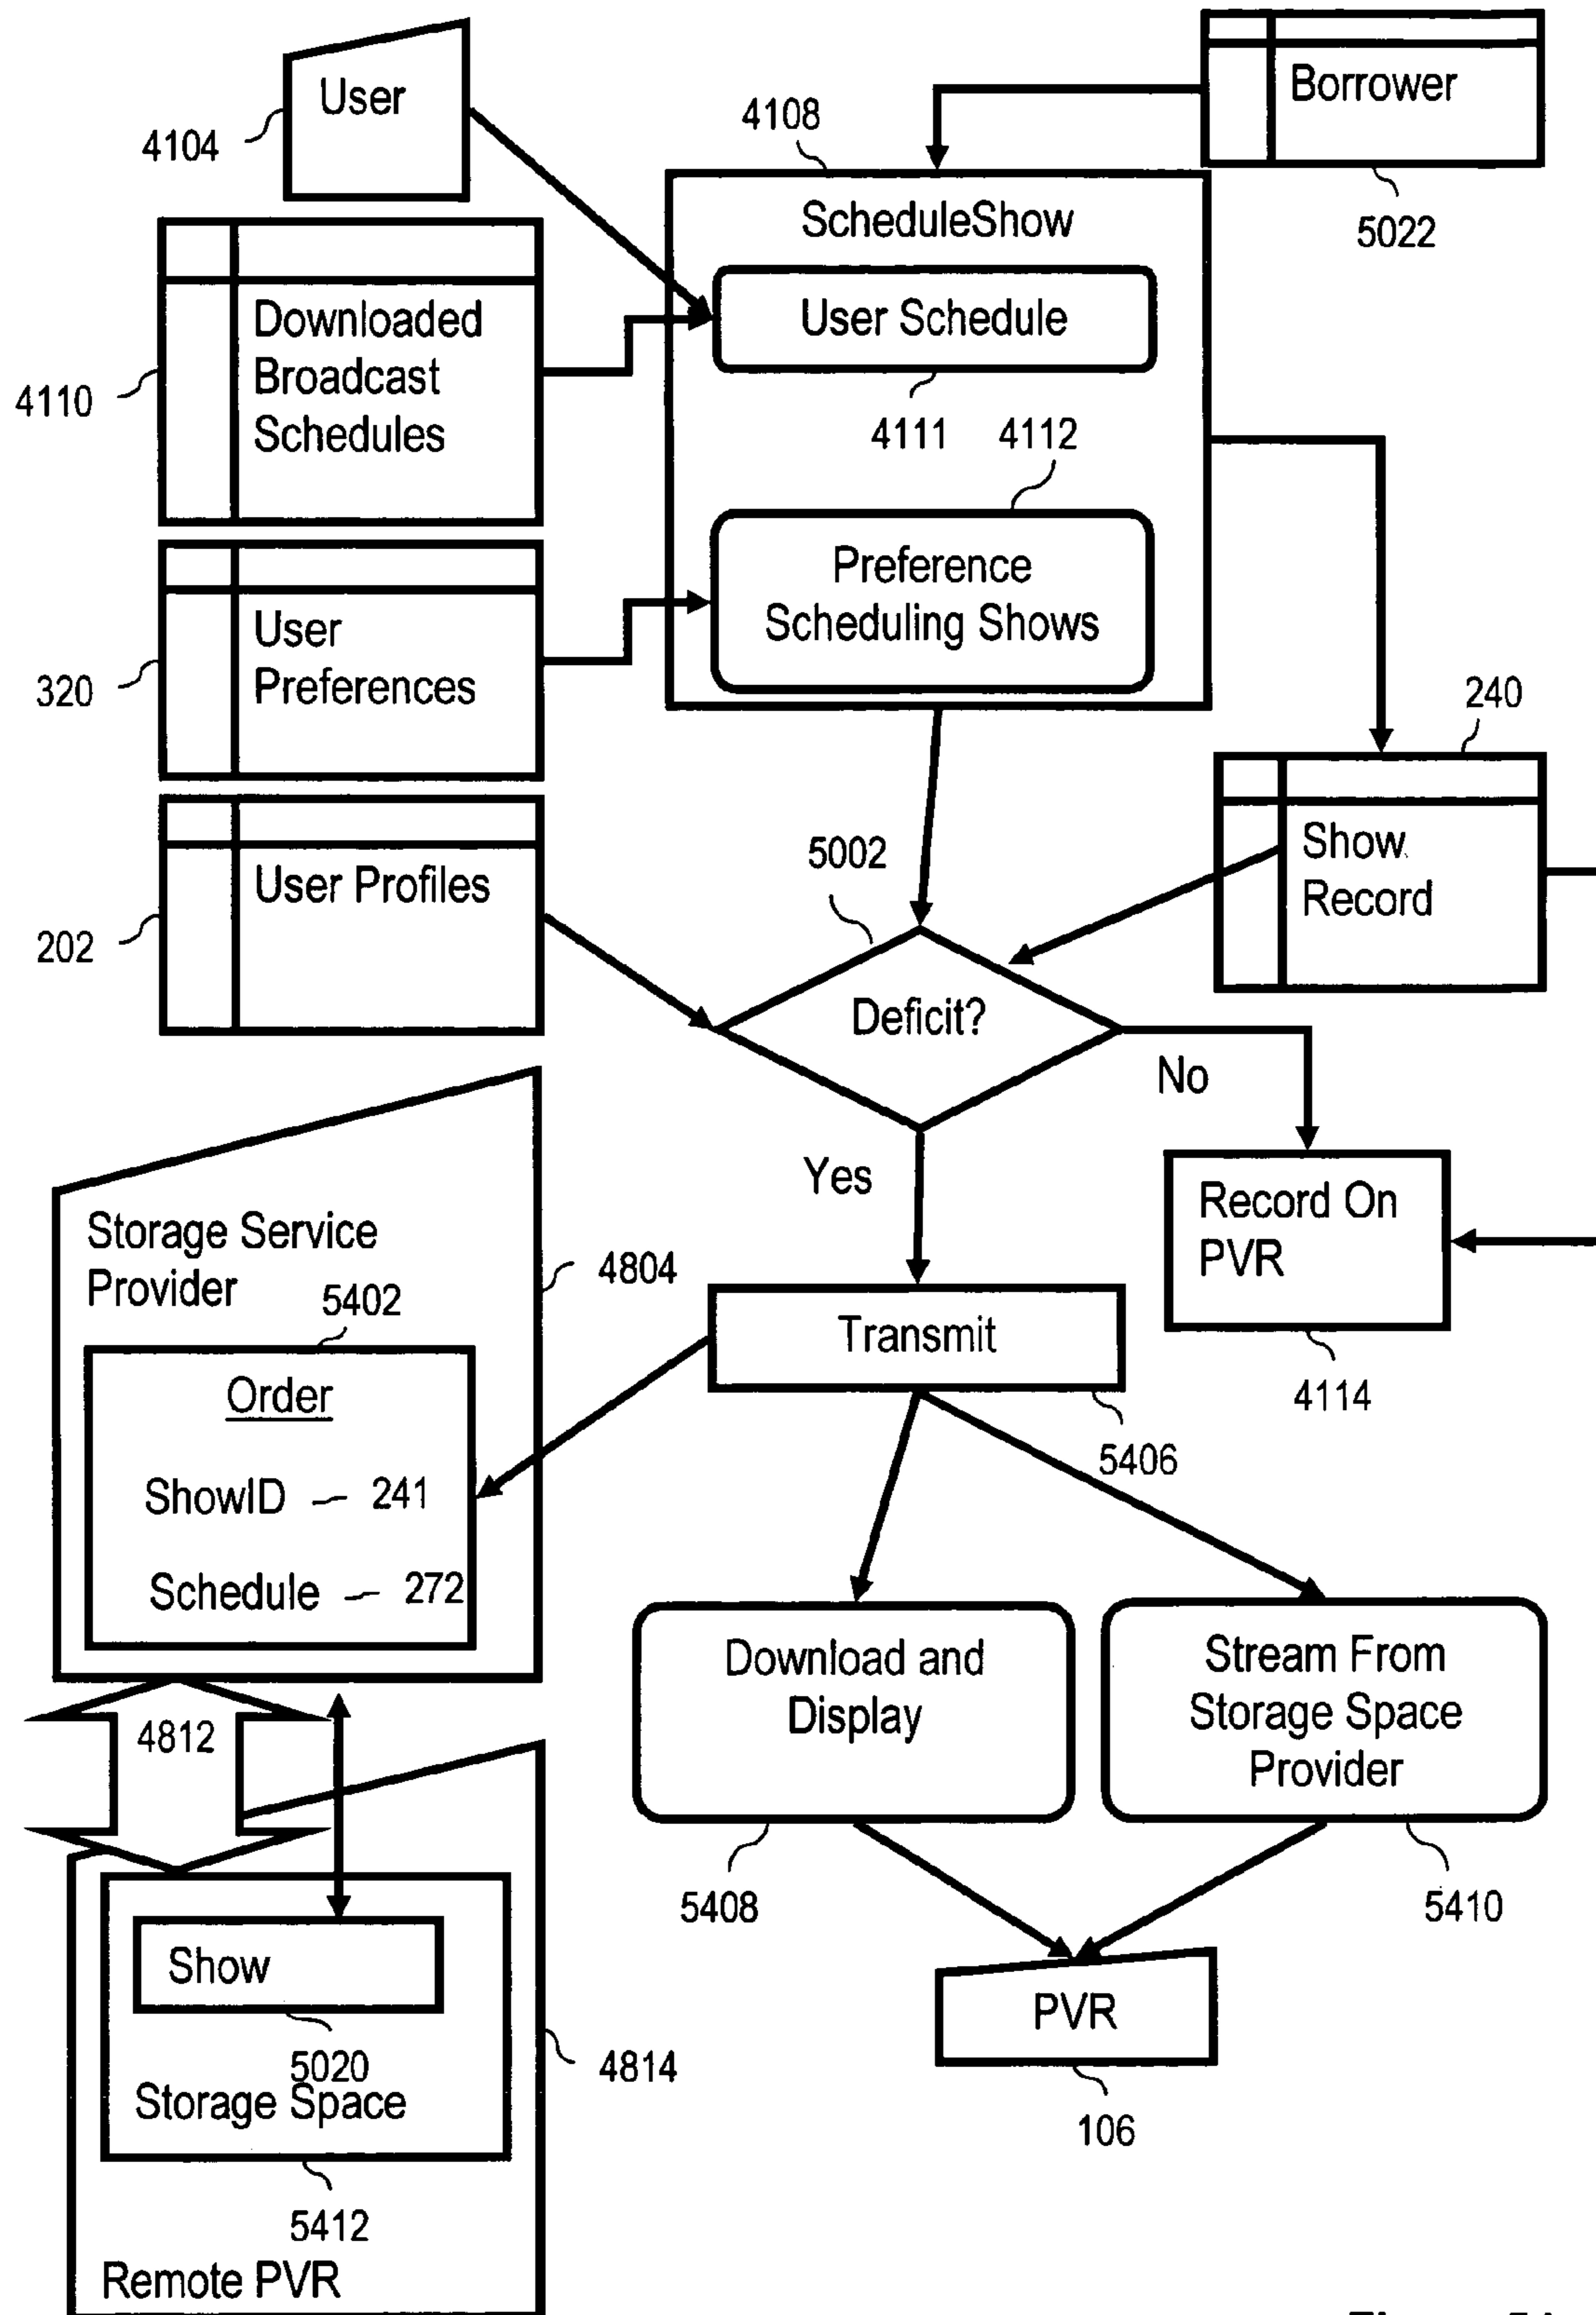 User
4104
Borrower
5022
4108
ScheduleShow
User Schedule
4111
4112
Preference
Scheduling Shows
Downloaded
Broadcast
Schedules
4110
User
Preferences
320
User Profiles
202
240
Show
Record
5002
Deficit?
No
Yes
Record On
PVR
4114
Transmit
5406
Storage Service
Provider
4804
5402
Order
ShowID
241
Schedule
272
4812
Download and
Display
5408
Stream From
Storage Space
Provider
5410
PVR
106
Show
5020
Storage Space
5412
4814
Remote PVR